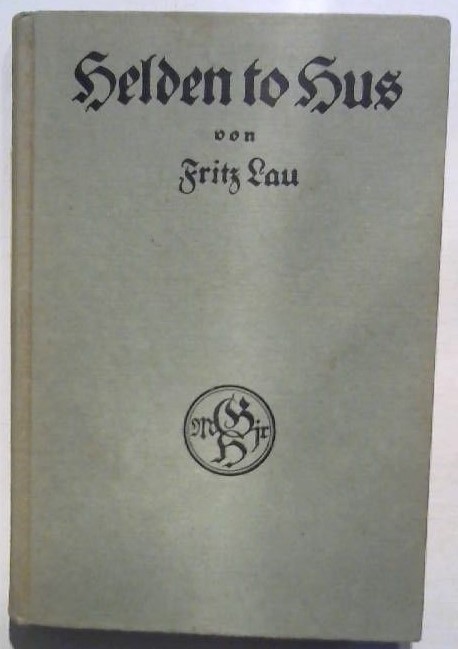 Helden to Hus
von
Fritz Lau